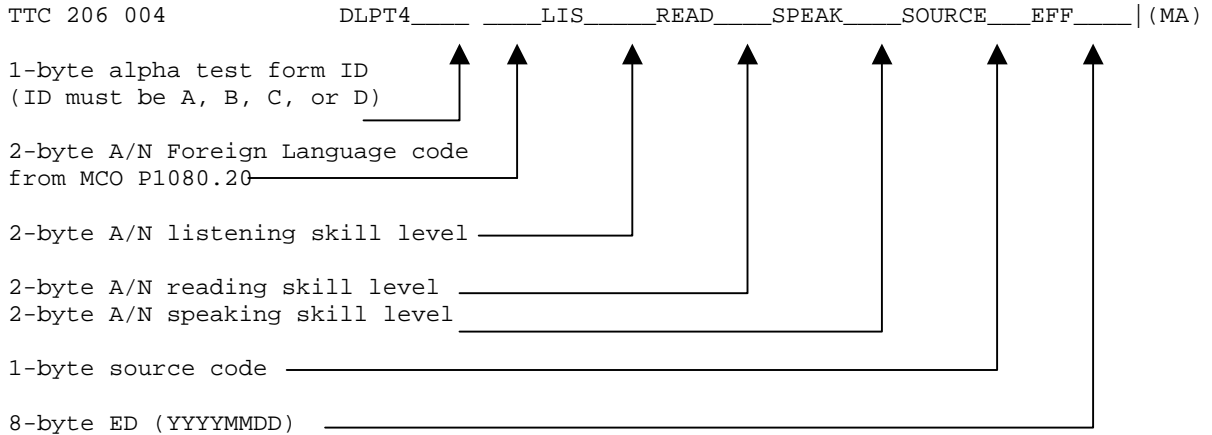 TTC 206 004 DLPT4____ ____LIS_____READ____SPEAK____SOURCE___EFF____|(MA)
1-byte alpha test form ID
(ID must be A, B, C, or D)
2-byte A/N Foreign Language code
from MCO P1080.20
2-byte A/N listening skill level
2-byte A/N reading skill level
2-byte A/N speaking skill level
1-byte source code
8-byte ED (YYYYMMDD)